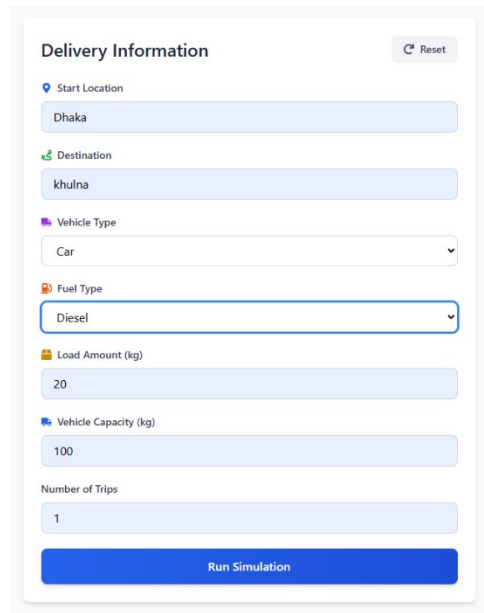 Delivery Information
Reset
Start Location
Dhaka
Destination
khulna
Vehicle Type
Car
Fuel Type
Diesel
Load Amount (kg)
20
Vehicle Capacity (kg)
100
Number of Trips
1
Run Simulation